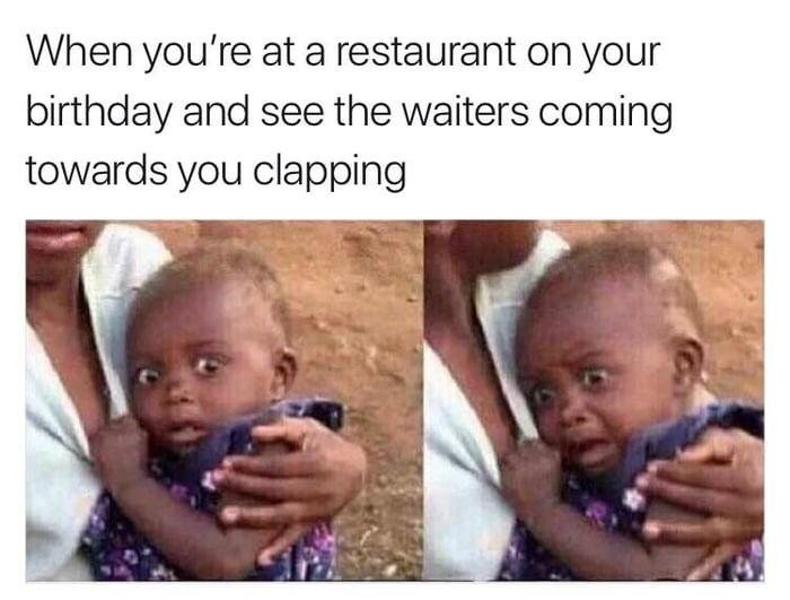 When you're at a restaurant on your
birthday and see the waiters coming
towards you clapping